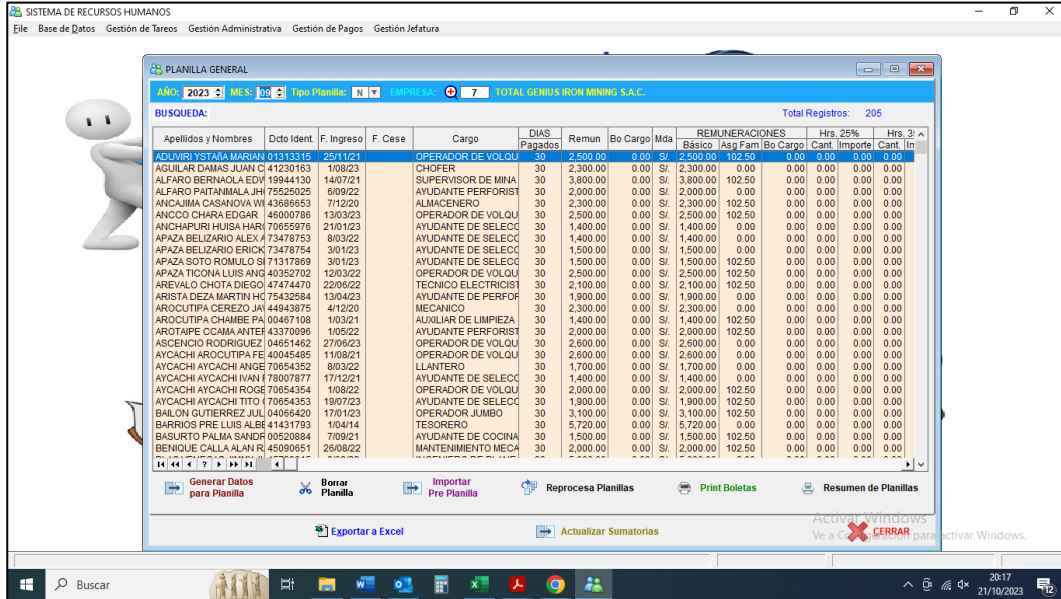 SISTEMA DE RECURSOS HUMANOS
File Base de Datos Gestión de Tareos Gestión Administrativa Gestión de Pagos Gestión Jefatura
PLANILLA GENERAL
AÑO: 2023 MES: 09 Tipo Planilla: N EMPRESA: 7 TOTAL GENIUS IRON MINING S.A.C.
BUSQUEDA: Total Registros: 205
Apellidos y Nombres Dcto Ident. F. Ingreso F. Cese Cargo DIAS Pagados Remun Bo Cargo Mda REMUNERACIONES Hrs. 25% Hrs. 3
Básico Asg Fam Bo Cargo Cant. Importe Cant. In
ADUVIRI YSTAÑA MARIAN 01313315 25/11/21 OPERADOR DE VOLQU 30 2,500.00 0.00 S/. 2,500.00 102.50 0.00 0.00 0.00 0.00
AGUILAR DAMAS JUAN C 41230163 1/08/23 CHOFER 30 2,300.00 0.00 S/. 2,300.00 0.00 0.00 0.00 0.00 0.00
ALFARO BERNAOLA EDW 19944130 14/07/21 SUPERVISOR DE MINA 30 3,800.00 0.00 S/. 3,800.00 102.50 0.00 0.00 0.00 0.00
ALFARO PAITANMALA JH 75525025 6/09/22 AYUDANTE PERFORIST 30 2,000.00 0.00 S/. 2,000.00 0.00 0.00 0.00 0.00 0.00
ANCAJIMA CASANOVA WI 43686653 7/12/20 ALMACENERO 30 2,300.00 0.00 S/. 2,300.00 102.50 0.00 0.00 0.00 0.00
ANCCO CHARA EDGAR 46000786 13/03/23 OPERADOR DE VOLQU 30 2,500.00 0.00 S/. 2,500.00 102.50 0.00 0.00 0.00 0.00
ANCHAPURI HUISA HAR 70655976 21/01/23 AYUDANTE DE SELECC 30 1,400.00 0.00 S/. 1,400.00 0.00 0.00 0.00 0.00 0.00
APAZA BELIZARIO ALEX 73478753 8/03/22 AYUDANTE DE SELECC 30 1,400.00 0.00 S/. 1,400.00 0.00 0.00 0.00 0.00 0.00
APAZA BELIZARIO ERICK 73478754 3/01/23 AYUDANTE DE SELECC 30 1,500.00 0.00 S/. 1,500.00 0.00 0.00 0.00 0.00 0.00
APAZA SOTO ROMULO SI 71317869 3/01/23 AYUDANTE DE SELECC 30 1,500.00 0.00 S/. 1,500.00 102.50 0.00 0.00 0.00 0.00
APAZA TICONA LUIS ANG 40352702 12/03/22 OPERADOR DE VOLQU 30 2,500.00 0.00 S/. 2,500.00 102.50 0.00 0.00 0.00 0.00
AREVALO CHOTA DIEGO 47474470 22/06/22 TECNICO ELECTRICIST 30 2,100.00 0.00 S/. 2,100.00 102.50 0.00 0.00 0.00 0.00
ARISTA DEZA MARTIN HC 75432584 13/04/23 AYUDANTE DE PERFOR 30 1,900.00 0.00 S/. 1,900.00 0.00 0.00 0.00 0.00 0.00
AROCUTIPA CEREZO JA 44943875 4/12/20 MECANICO 30 2,300.00 0.00 S/. 2,300.00 0.00 0.00 0.00 0.00 0.00
AROCUTIPA CHAMBE PA 00467108 1/03/21 AUXILIAR DE LIMPIEZA 30 1,400.00 0.00 S/. 1,400.00 102.50 0.00 0.00 0.00 0.00
AROTAIPE CCAMA ANTEF 43370096 1/05/22 AYUDANTE PERFORIST 30 2,000.00 0.00 S/. 2,000.00 102.50 0.00 0.00 0.00 0.00
ASCENCIO RODRIGUEZ 04651462 27/06/23 OPERADOR DE VOLQU 30 2,600.00 0.00 S/. 2,600.00 0.00 0.00 0.00 0.00 0.00
AYCACHI AROCUTIPA FE 40045485 11/08/21 OPERADOR DE VOLQU 30 2,600.00 0.00 S/. 2,600.00 0.00 0.00 0.00 0.00 0.00
AYCACHI AYCACHI ANGE 70654352 8/03/22 LLANTERO 30 1,700.00 0.00 S/. 1,700.00 0.00 0.00 0.00 0.00 0.00
AYCACHI AYCACHI IVAN 78007877 17/12/21 AYUDANTE DE SELECC 30 1,400.00 0.00 S/. 1,400.00 0.00 0.00 0.00 0.00 0.00
AYCACHI AYCACHI ROGE 70654354 1/08/22 OPERADOR DE VOLQU 30 2,000.00 0.00 S/. 2,000.00 102.50 0.00 0.00 0.00 0.00
AYCACHI AYCACHI TITO 70654353 19/07/23 AYUDANTE DE SELECC 30 1,900.00 0.00 S/. 1,900.00 102.50 0.00 0.00 0.00 0.00
BAILON GUTIERREZ JUL 04066420 17/01/23 OPERADOR JUMBO 30 3,100.00 0.00 S/. 3,100.00 102.50 0.00 0.00 0.00 0.00
BARRIOS PRE LUIS ALBE 41431793 1/04/14 TESORERO 30 5,720.00 0.00 S/. 5,720.00 0.00 0.00 0.00 0.00 0.00
BASURTO PALMA SANDR 00520884 7/09/21 AYUDANTE DE COCINA 30 1,500.00 0.00 S/. 1,500.00 102.50 0.00 0.00 0.00 0.00
BENIQUE CALLA ALAN R 45090651 26/08/22 MANTENIMIENTO MECA 30 2,000.00 0.00 S/. 2,000.00 102.50 0.00 0.00 0.00 0.00
Generar Datos para Planilla
Borrar Planilla
Importar Pre Planilla
Reprocesa Planillas
Print Boletas
Resumen de Planillas
Exportar a Excel
Actualizar Sumatorias
CERRAR
Activar Windows
Ve a Configuración para activar Windows.
Buscar
20:17
21/10/2023